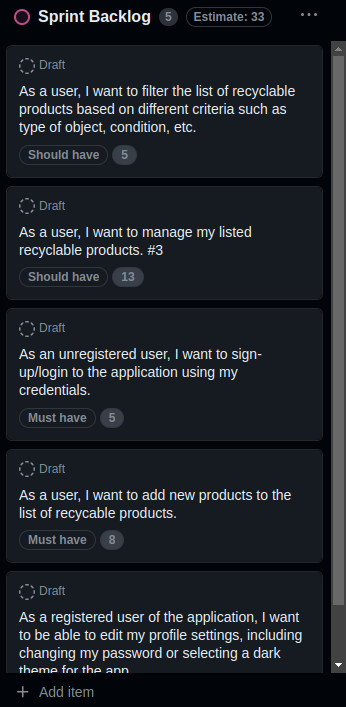 Sprint Backlog 5 Estimate: 33 ...
Draft
As a user, I want to filter the list of recyclable
products based on different criteria such as
type of object, condition, etc.
Should have 5
Draft
As a user, I want to manage my listed
recyclable products. #3
Should have 13
Draft
As an unregistered user, I want to sign-
up/login to the application using my
credentials.
Must have 5
Draft
As a user, I want to add new products to the
list of recycable products.
Must have 8
Draft
As a registered user of the application, I want
to be able to edit my profile settings, including
changing my password or selecting a dark
theme for the app
+ Add item